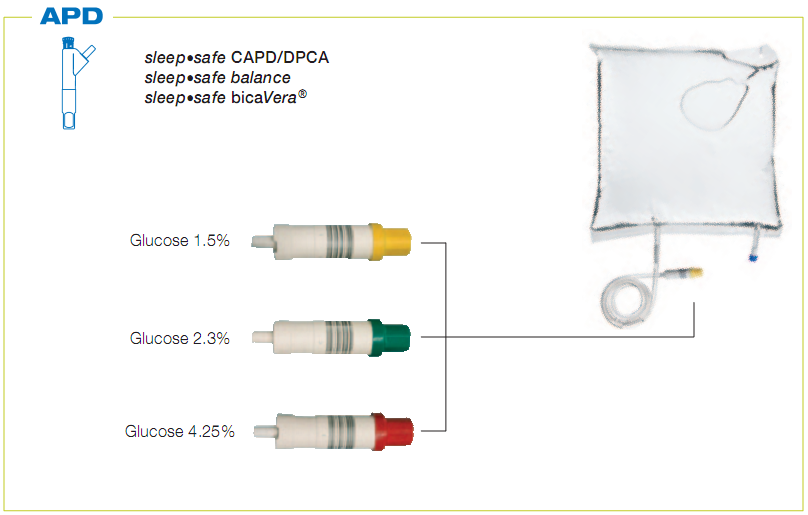 APD
sleep•safe CAPD/DPCA
sleep•safe balance
sleep•safe bicaVera®
Glucose 1.5%
Glucose 2.3%
Glucose 4.25%